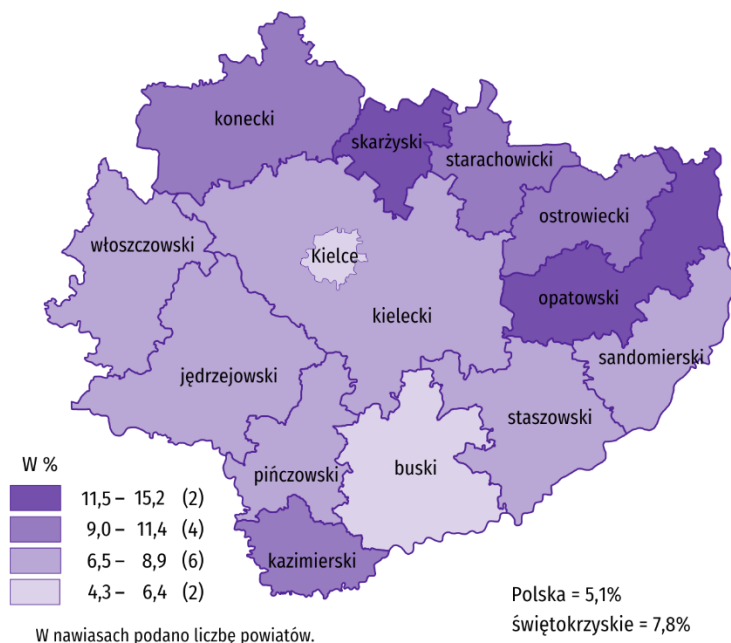 konecki
skarżyski
starachowicki
ostrowiecki
włoszczowski
Kielce
opatowski
kielecki
sandomierski
jędrzejowski
staszowski
pińczowski
buski
kazimierski
W %
11,5 – 15,2 (2)
9,0 – 11,4 (4)
6,5 – 8,9 (6)
4,3 – 6,4 (2)
Polska = 5,1%
świętokrzyskie = 7,8%
W nawiasach podano liczbę powiatów.